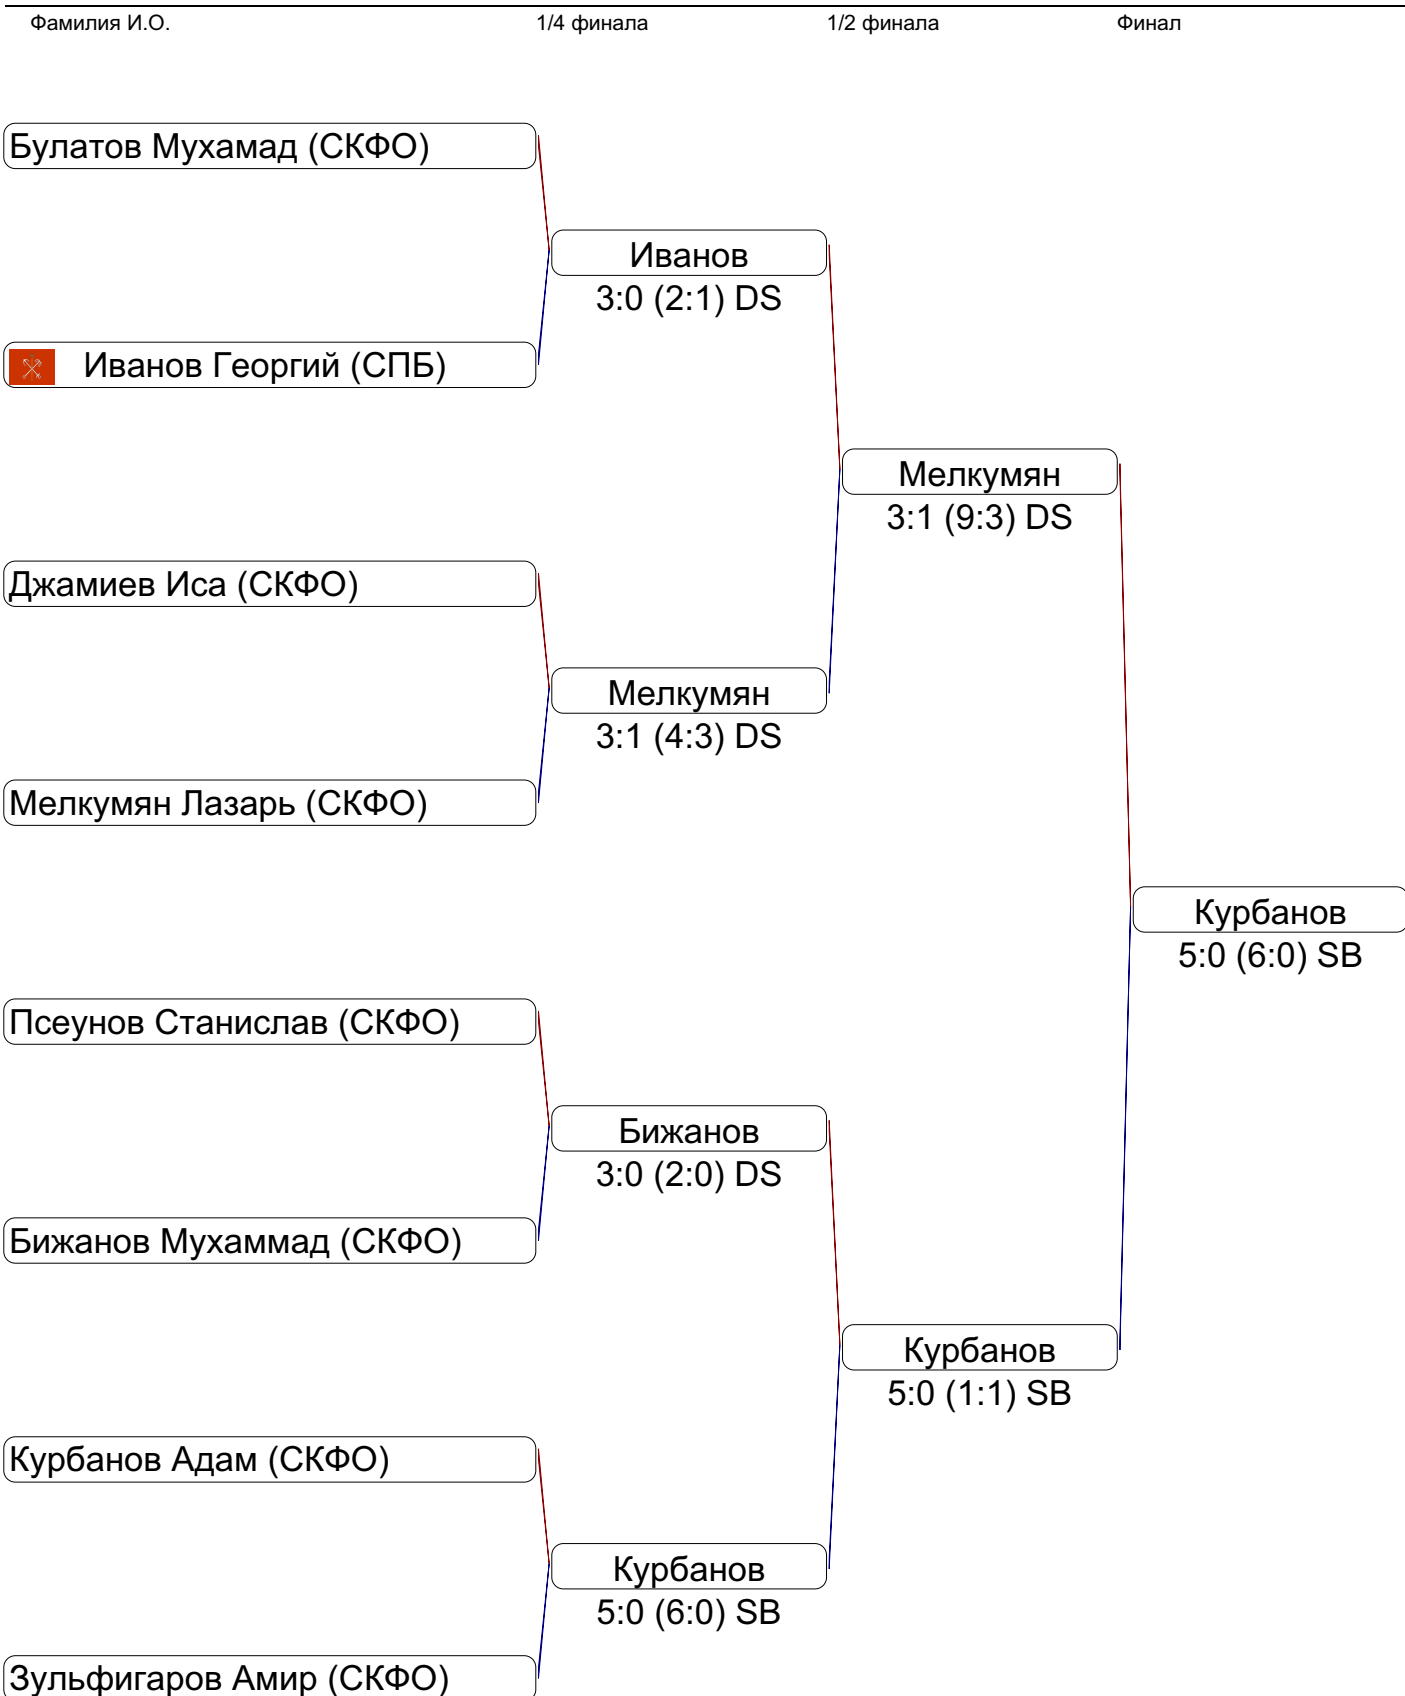 Фамилия И.О. 1/4 финала 1/2 финала Финал
Булатов Мухамад (СКФО)
Иванов
3:0 (2:1) DS
Иванов Георгий (СПБ)
Мелкумян
3:1 (9:3) DS
Джамиев Иса (СКФО)
Мелкумян
3:1 (4:3) DS
Мелкумян Лазарь (СКФО)
Курбанов
5:0 (6:0) SB
Псеунов Станислав (СКФО)
Бижанов
3:0 (2:0) DS
Бижанов Мухаммад (СКФО)
Курбанов
5:0 (1:1) SB
Курбанов Адам (СКФО)
Курбанов
5:0 (6:0) SB
Зульфигаров Амир (СКФО)